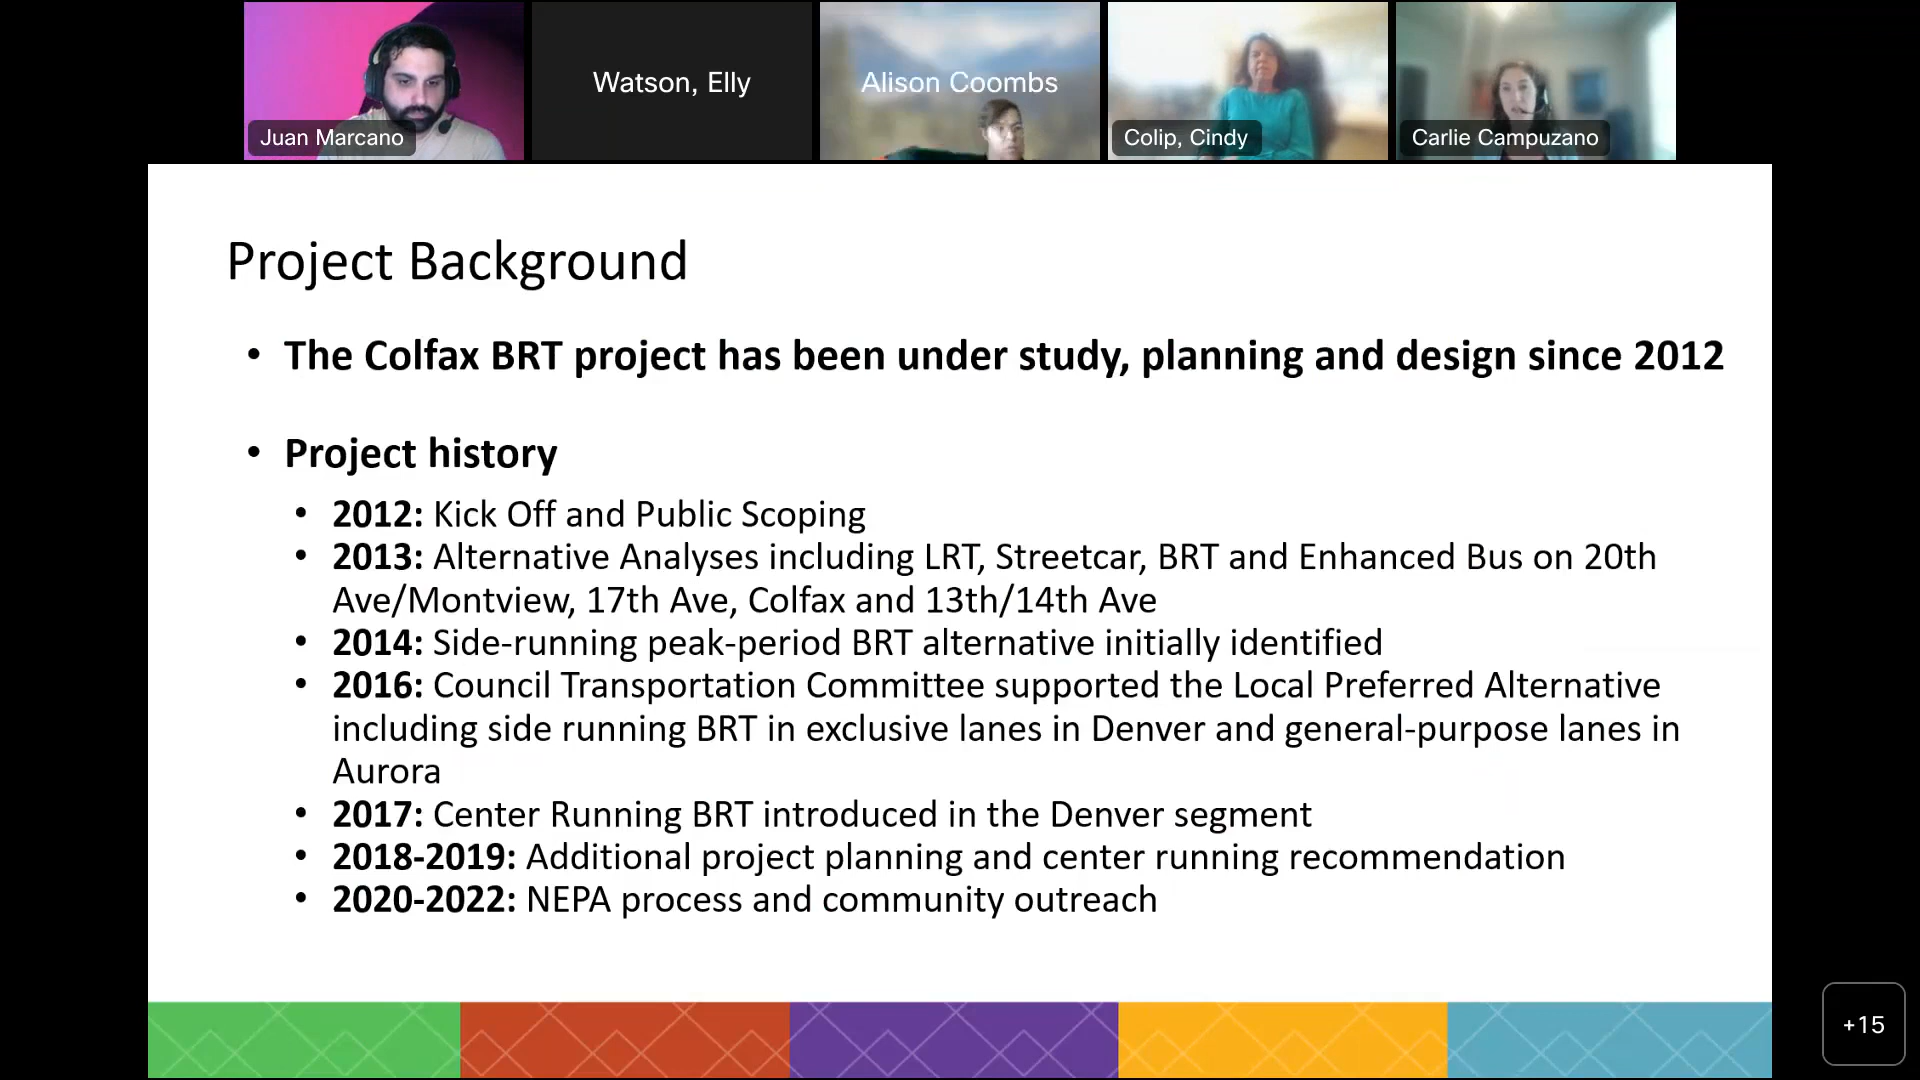 Juan Marcano
Watson, Elly
Alison Coombs
Colip, Cindy
Carlie Campuzano
Project Background
• The Colfax BRT project has been under study, planning and design since 2012
• Project history
• 2012: Kick Off and Public Scoping
• 2013: Alternative Analyses including LRT, Streetcar, BRT and Enhanced Bus on 20th
Ave/Montview, 17th Ave, Colfax and 13th/14th Ave
• 2014: Side-running peak-period BRT alternative initially identified
• 2016: Council Transportation Committee supported the Local Preferred Alternative
including side running BRT in exclusive lanes in Denver and general-purpose lanes in
Aurora
• 2017: Center Running BRT introduced in the Denver segment
• 2018-2019: Additional project planning and center running recommendation
• 2020-2022: NEPA process and community outreach
+15